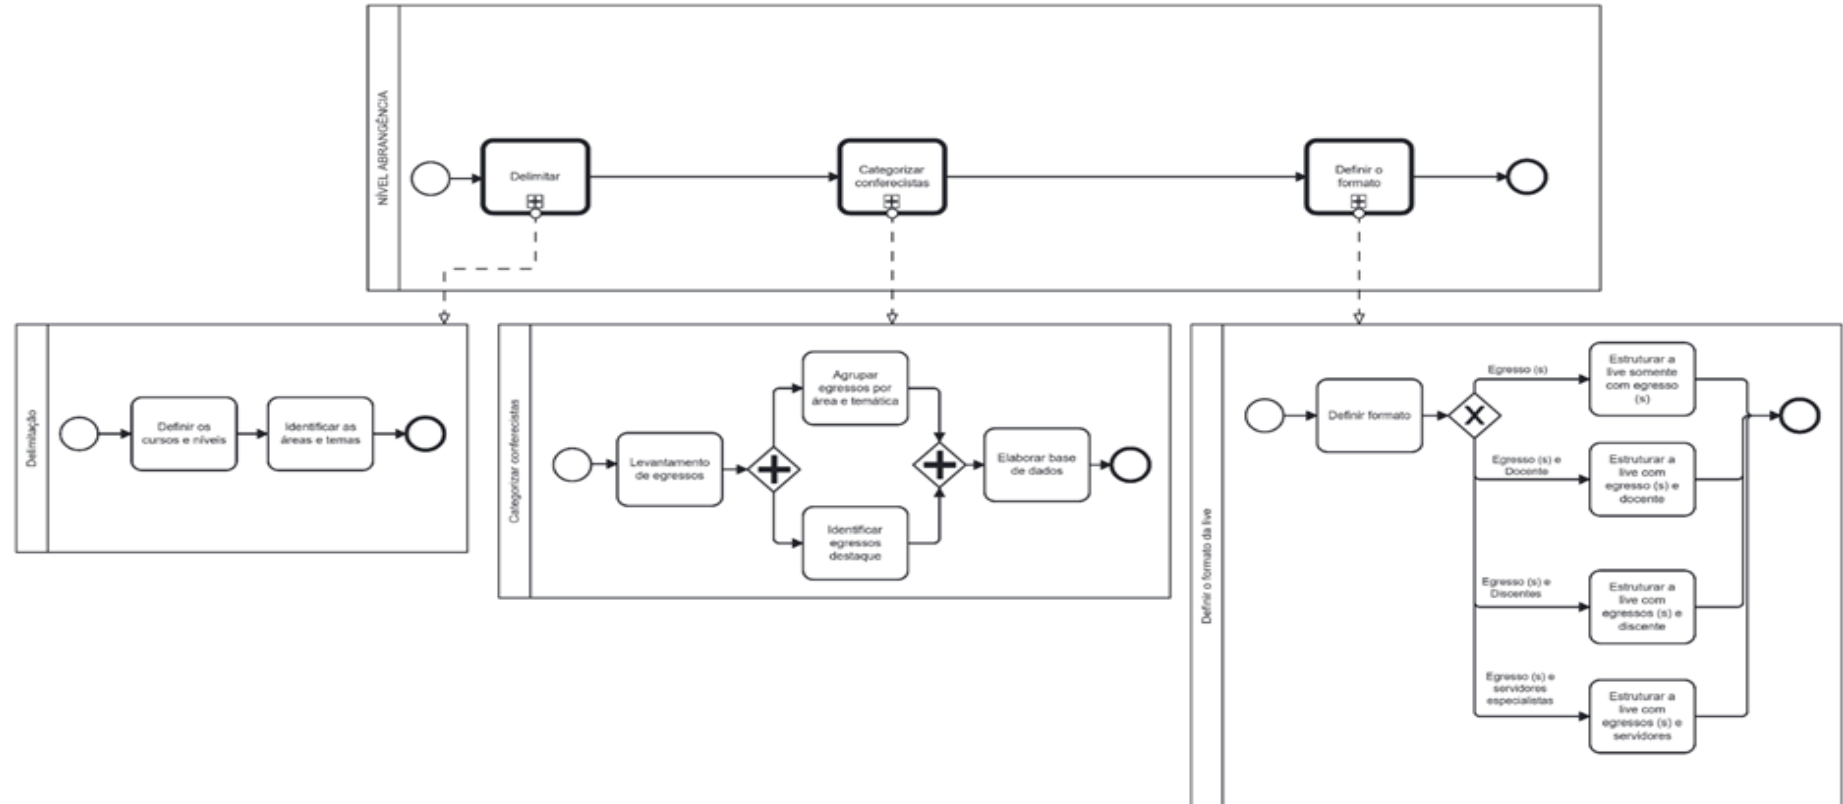 NÍVEL ABRANGÊNCIA
Delimitar
Categorizar
conferecistas
Definir o
formato
Delimitação
Definir os
cursos e níveis
Identificar as
áreas e temas
Categorizar conferecistas
Levantamento
de egressos
Agrupar
egressos por
área e temática
Identificar
egressos
destaque
Elaborar base
de dados
Definir o formato da live
Definir formato
Egresso (s)
Estruturar a
live somente
com egresso
(s)
Egresso (s) e
Docente
Estruturar a
live com
egresso (s) e
docente
Egresso (s) e
Discentes
Estruturar a
live com
egressos (s) e
discente
Egresso (s) e
servidores
especialistas
Estruturar a
live com
egressos (s) e
servidores